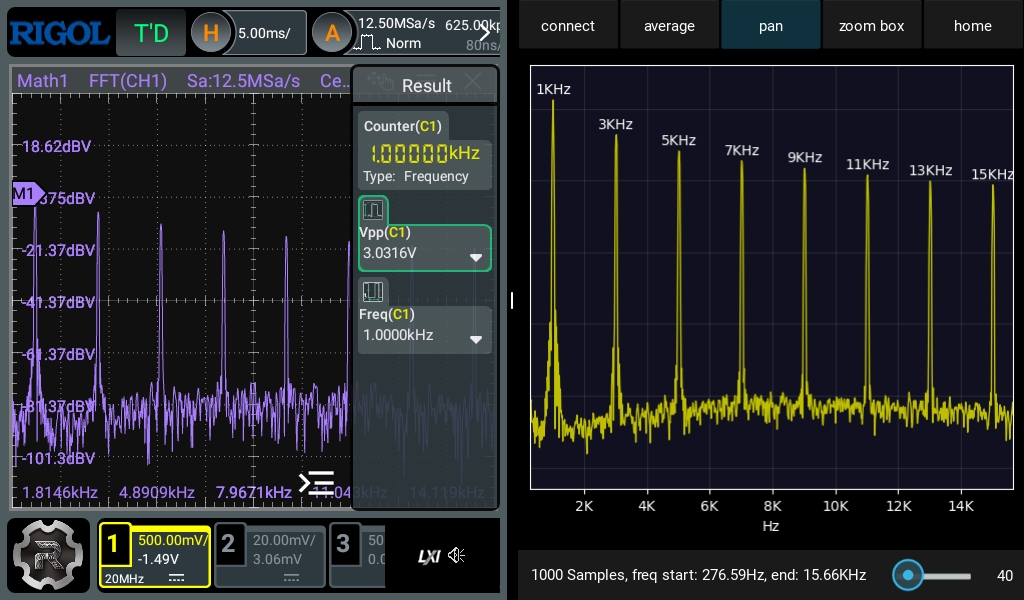 RIGOL T'D H 5.00ms/ A 12.50MSa/s 625.00kp
Norm 80ns/
Math1 FFT(CH1) Sa:12.5MSa/s Ce...
Result
Counter(C1)
1.00000kHz
Type: Frequency
Vpp(C1)
3.0316V
Freq(C1)
1.0000kHz
18.62dBV
M1
-21.37dBV
-41.37dBV
-61.37dBV
-81.37dBV
-101.3dBV
1.8146kHz 4.8909kHz 7.9671kHz 11.043kHz 14.119kHz
1 500.00mV/
-1.49V
20MHz
2 20.00mV/
3.06mV
3 50
0.0
LXI
connect average pan zoom box home
1KHz
3KHz
5KHz
7KHz
9KHz
11KHz
13KHz
15KHz
2K 4K 6K 8K 10K 12K 14K
Hz
1000 Samples, freq start: 276.59Hz, end: 15.66KHz 40